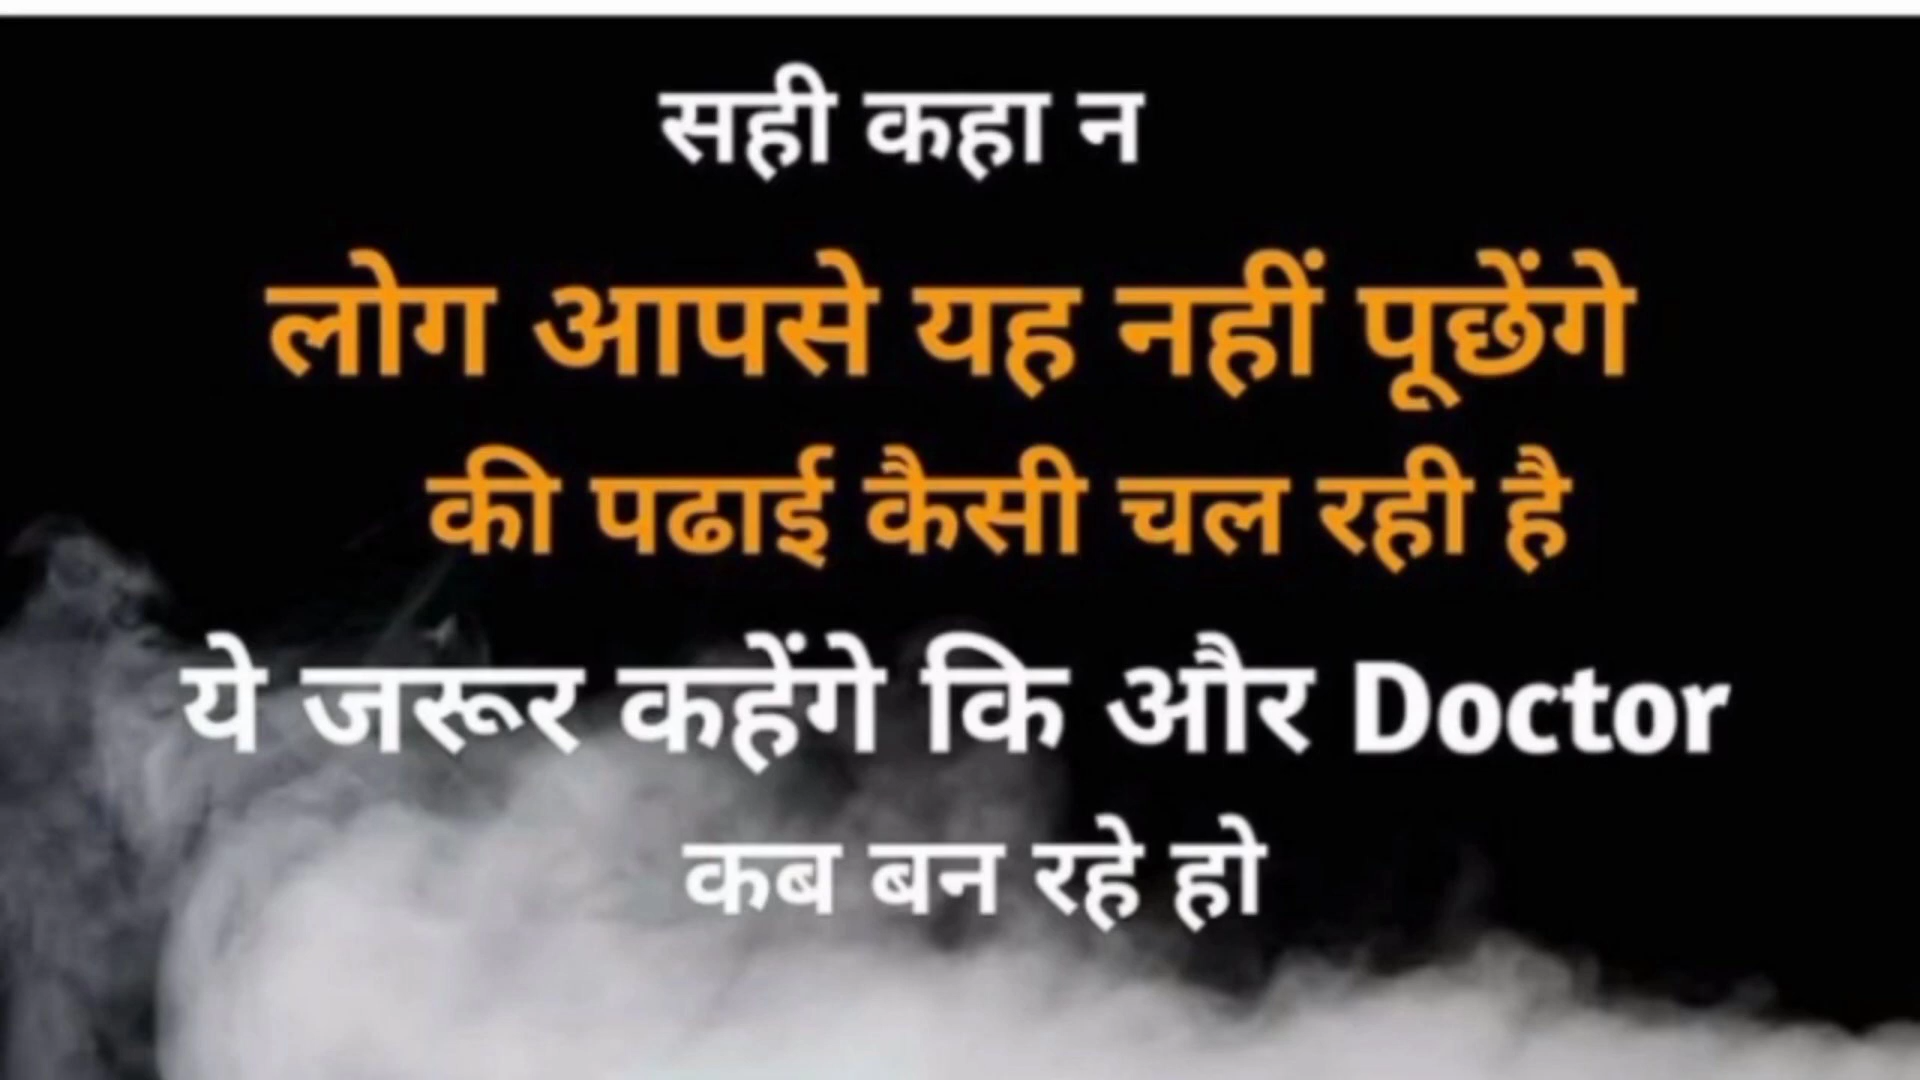 सही कहा न
लोग आपसे यह नहीं पूछेंगे
की पढाई कैसी चल रही है
ये जरूर कहेंगे कि और Doctor
कब बन रहे हो